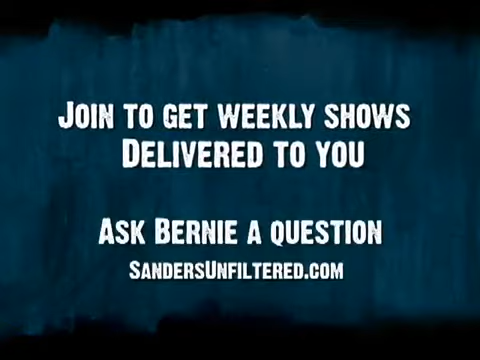 Join to get weekly shows
Delivered to you
Ask Bernie a question
SandersUnfiltered.com